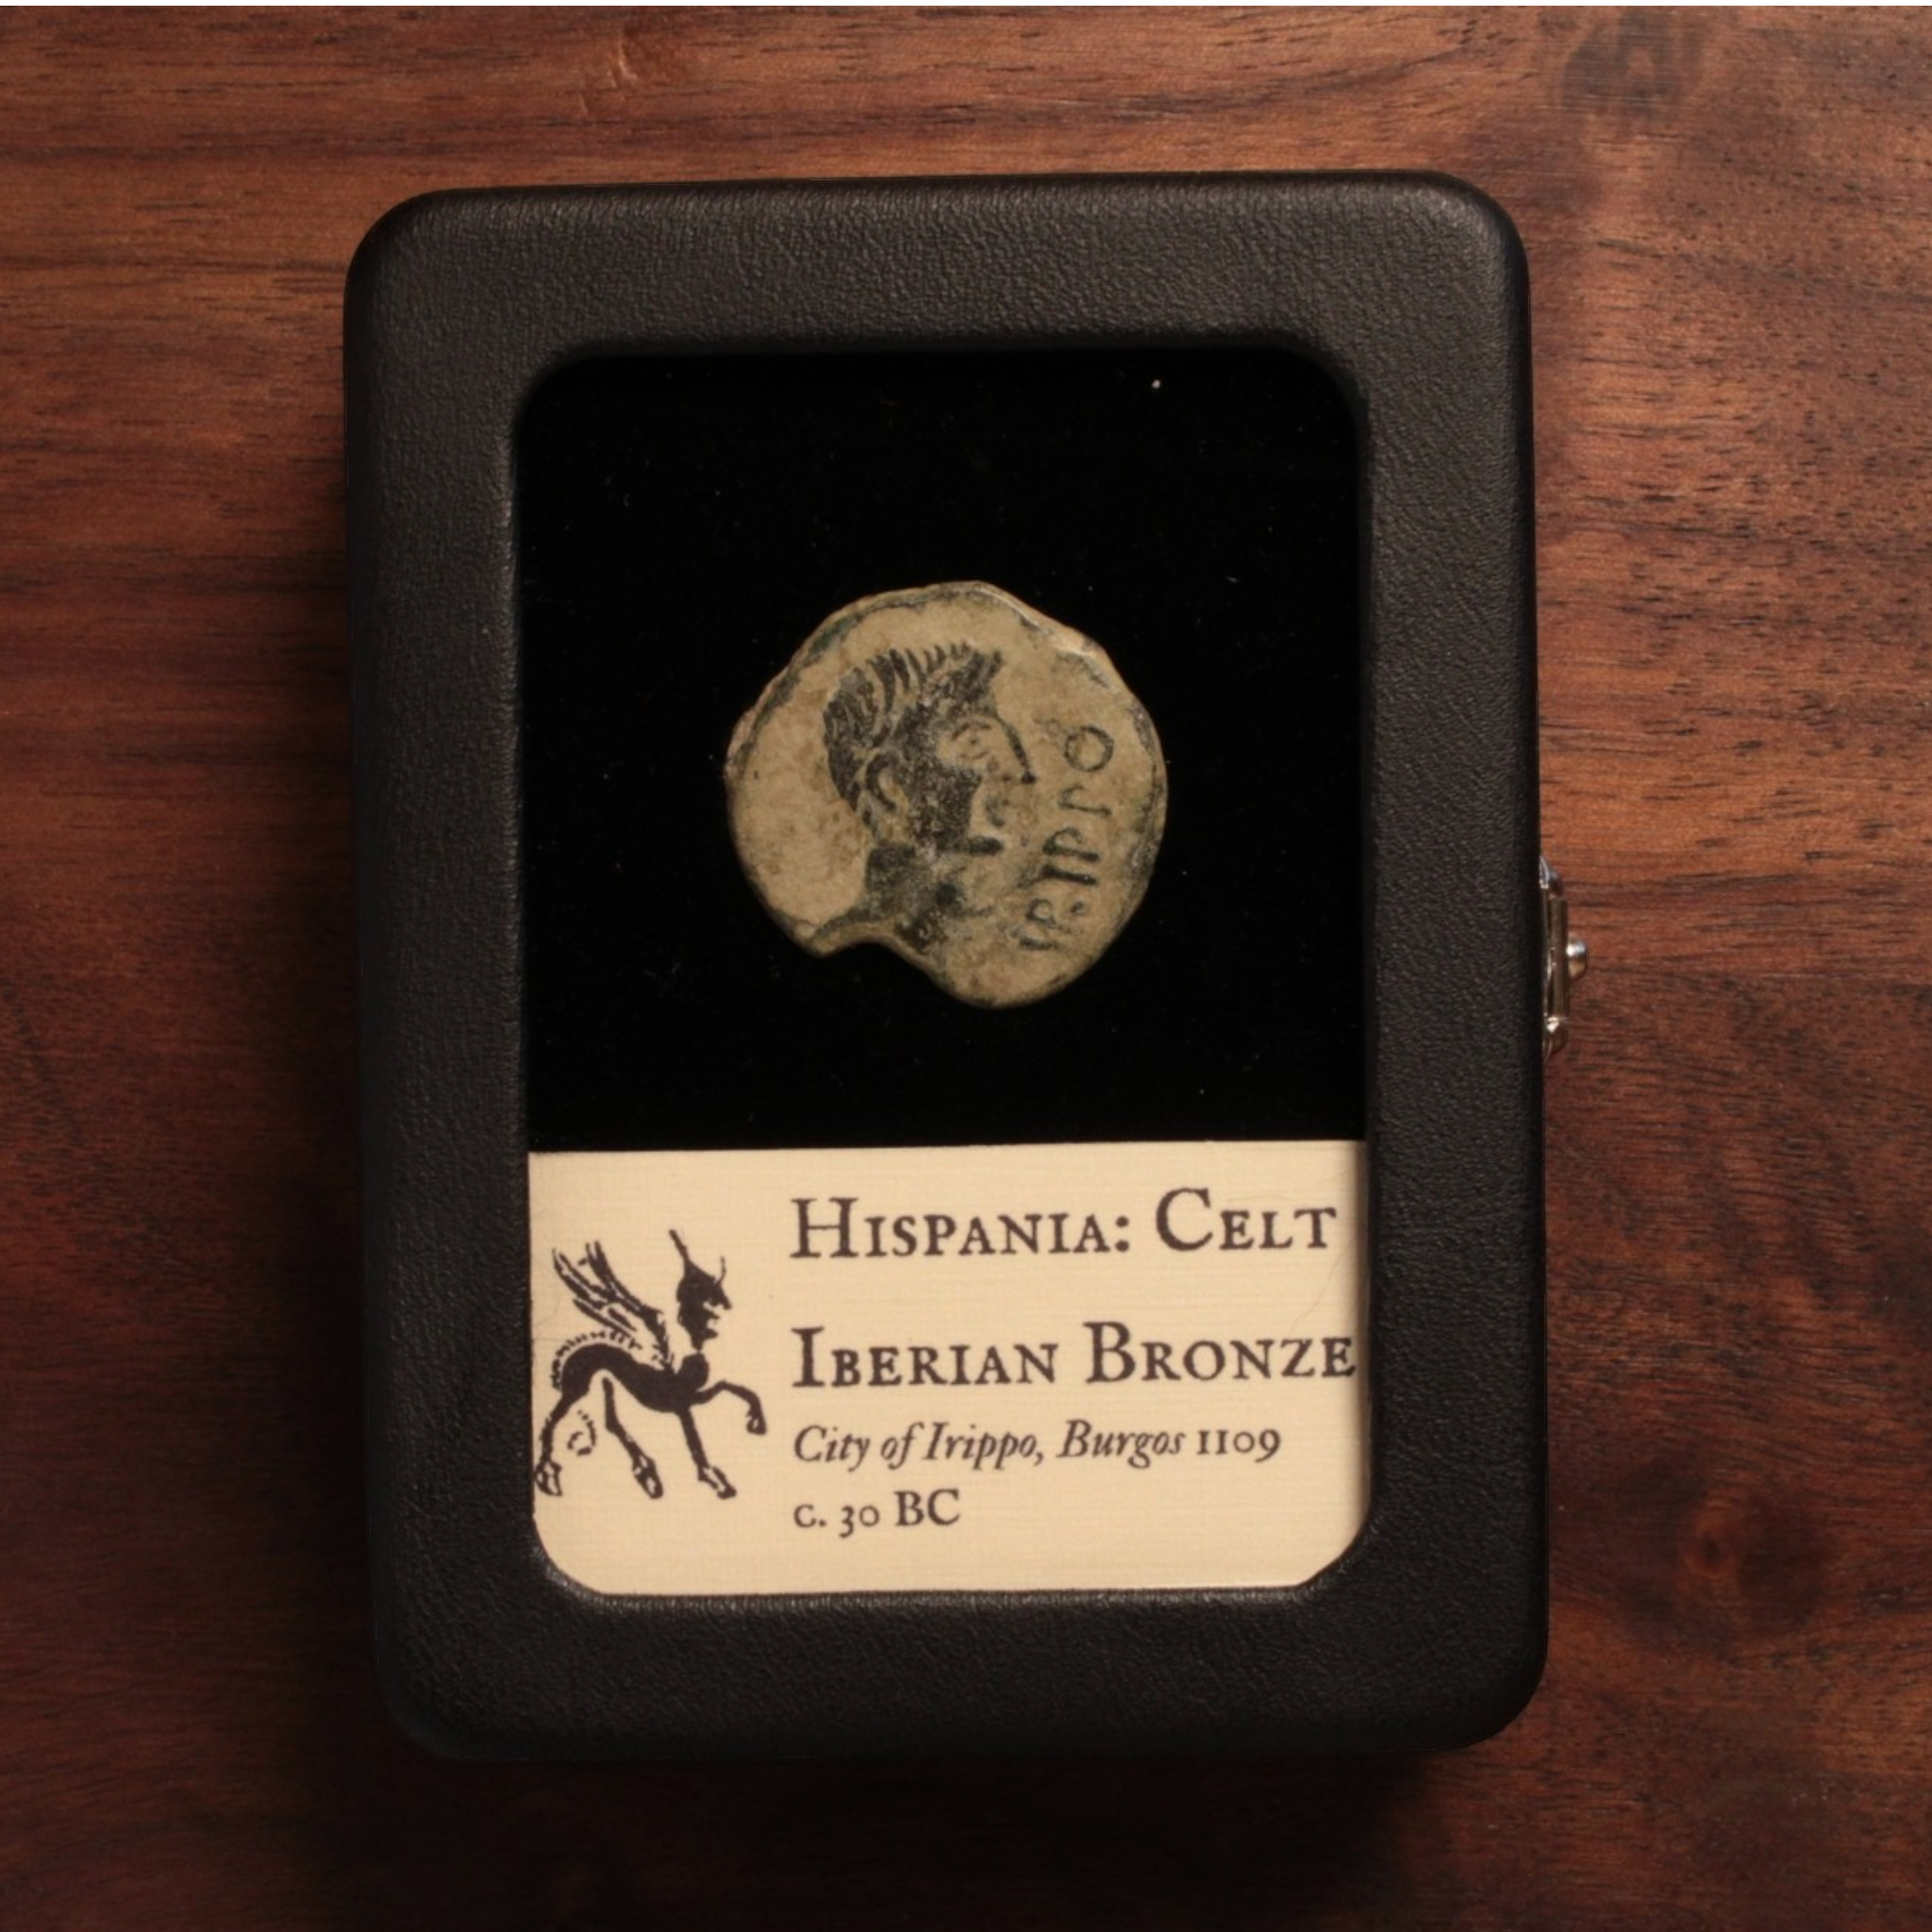 IRIPPO
HISPANIA: CELT
IBERIAN BRONZE
City of Irippo, Burgos 1109
c. 30 BC